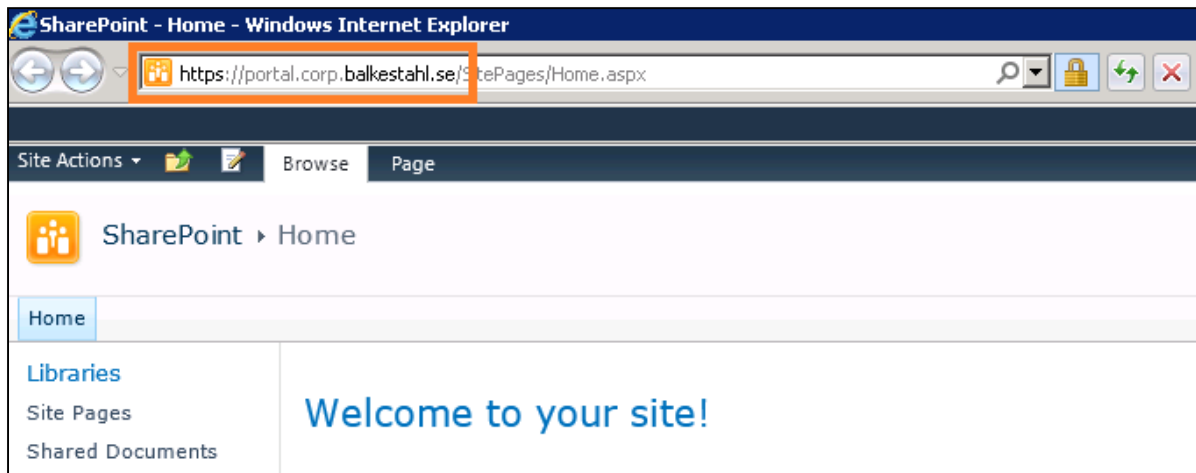 SharePoint - Home - Windows Internet Explorer
https://portal.corp.balkestahl.se/SitePages/Home.aspx
Site Actions Browse Page
SharePoint Home
Home
Libraries
Site Pages
Shared Documents
Welcome to your site!